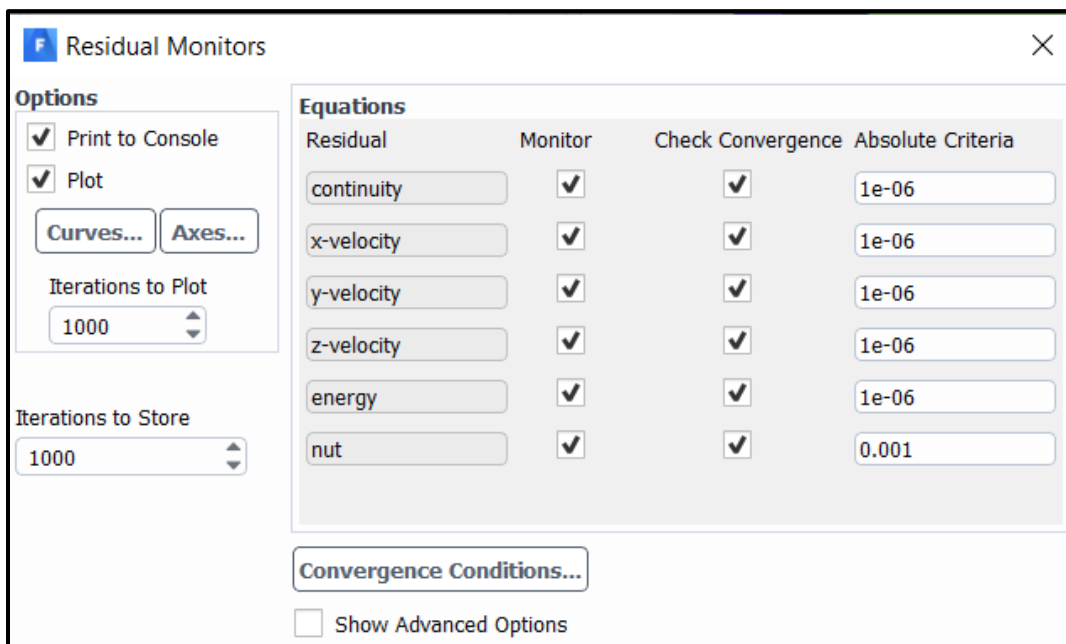 F Residual Monitors
Options
Print to Console
Plot
Curves... Axes...
Iterations to Plot
1000
Iterations to Store
1000
Equations
Residual Monitor Check Convergence Absolute Criteria
continuity 1e-06
x-velocity 1e-06
y-velocity 1e-06
z-velocity 1e-06
energy 1e-06
nut 0.001
Convergence Conditions...
Show Advanced Options